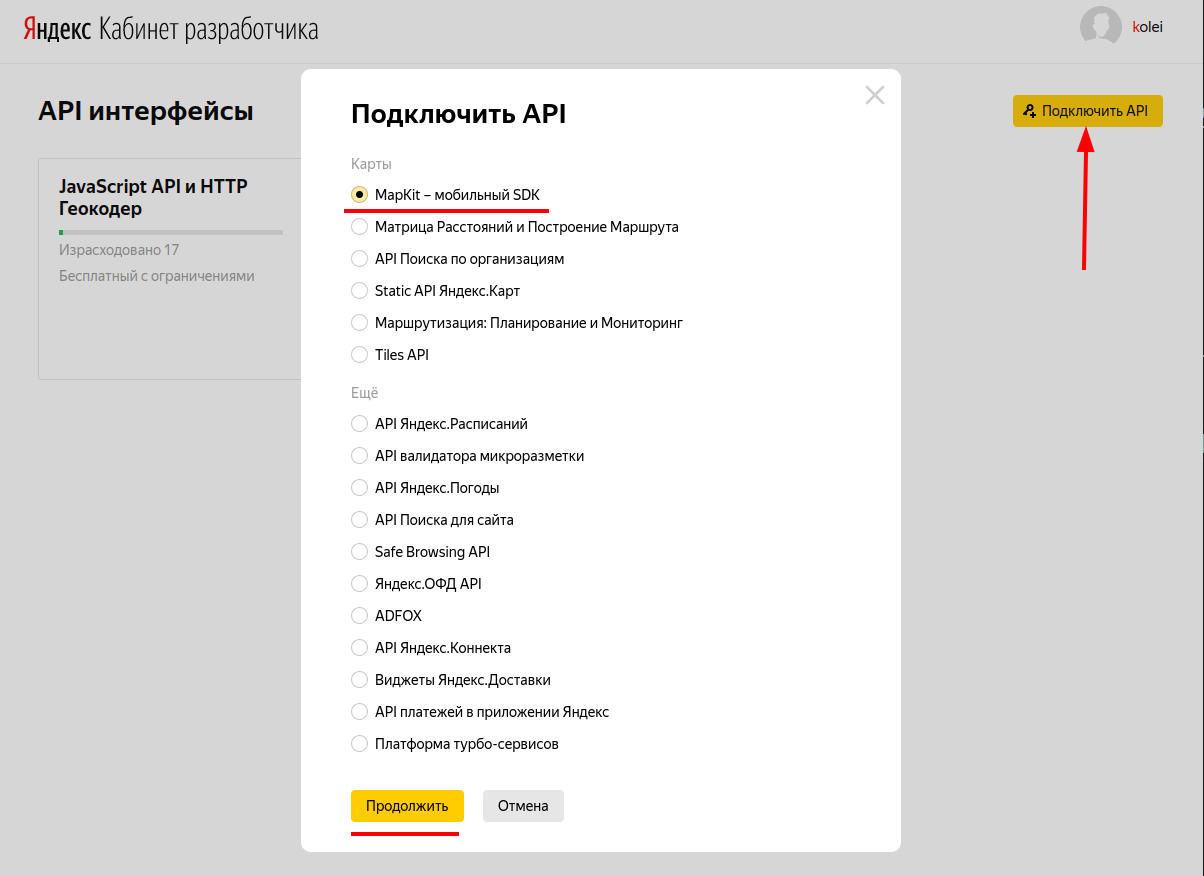 Яндекс Кабинет разработчика
kolei
API интерфейсы
Подключить API
JavaScript API и HTTP
Геокодер
Израсходовано 17
Бесплатный с ограничениями
Подключить API
Карты
MapKit – мобильный SDK
Матрица Расстояний и Построение Маршрута
API Поиска по организациям
Static API Яндекс.Карт
Маршрутизация: Планирование и Мониторинг
Tiles API
Ещё
API Яндекс.Расписаний
API валидатора микроразметки
API Яндекс.Погоды
API Поиска для сайта
Safe Browsing API
Яндекс.ОФД API
ADFOX
API Яндекс.Коннекта
Виджеты Яндекс.Доставки
API платежей в приложении Яндекс
Платформа турбо-сервисов
Продолжить
Отмена